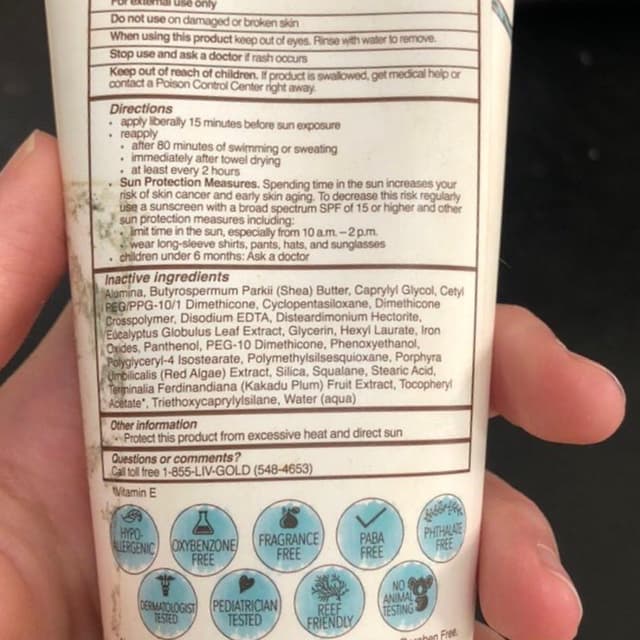 For external use only
Do not use on damaged or broken skin
When using this product keep out of eyes. Rinse with water to remove.
Stop use and ask a doctor if rash occurs
Keep out of reach of children. If product is swallowed, get medical help or
contact a Poison Control Center right away.
Directions
• apply liberally 15 minutes before sun exposure
• reapply
• after 80 minutes of swimming or sweating
• immediately after towel drying
• at least every 2 hours
• Sun Protection Measures. Spending time in the sun increases your
risk of skin cancer and early skin aging. To decrease this risk regularly
use a sunscreen with a broad spectrum SPF of 15 or higher and other
sun protection measures including:
• limit time in the sun, especially from 10 a.m. – 2 p.m.
• wear long-sleeve shirts, pants, hats, and sunglasses
• children under 6 months: Ask a doctor
Inactive ingredients
Alumina, Butyrospermum Parkii (Shea) Butter, Caprylyl Glycol, Cetyl
PEG/PPG-10/1 Dimethicone, Cyclopentasiloxane, Dimethicone
Crosspolymer, Disodium EDTA, Disteardimonium Hectorite,
Eucalyptus Globulus Leaf Extract, Glycerin, Hexyl Laurate, Iron
Oxides, Panthenol, PEG-10 Dimethicone, Phenoxyethanol,
Polyglyceryl-4 Isostearate, Polymethylsilsesquioxane, Porphyra
Umbilicalis (Red Algae) Extract, Silica, Squalane, Stearic Acid,
Terminalia Ferdinandiana (Kakadu Plum) Fruit Extract, Tocopheryl
Acetate*, Triethoxycaprylylsilane, Water (aqua)
Other information
• Protect this product from excessive heat and direct sun
Questions or comments?
Call toll free 1-855-LIV-GOLD (548-4653)
*Vitamin E
HYPO-
ALLERGENIC
OXYBENZONE
FREE
FRAGRANCE
FREE
PABA
FREE
PHTHALATE
FREE
DERMATOLOGIST
TESTED
PEDIATRICIAN
TESTED
REEF
FRIENDLY
NO
ANIMAL
TESTING
Free.